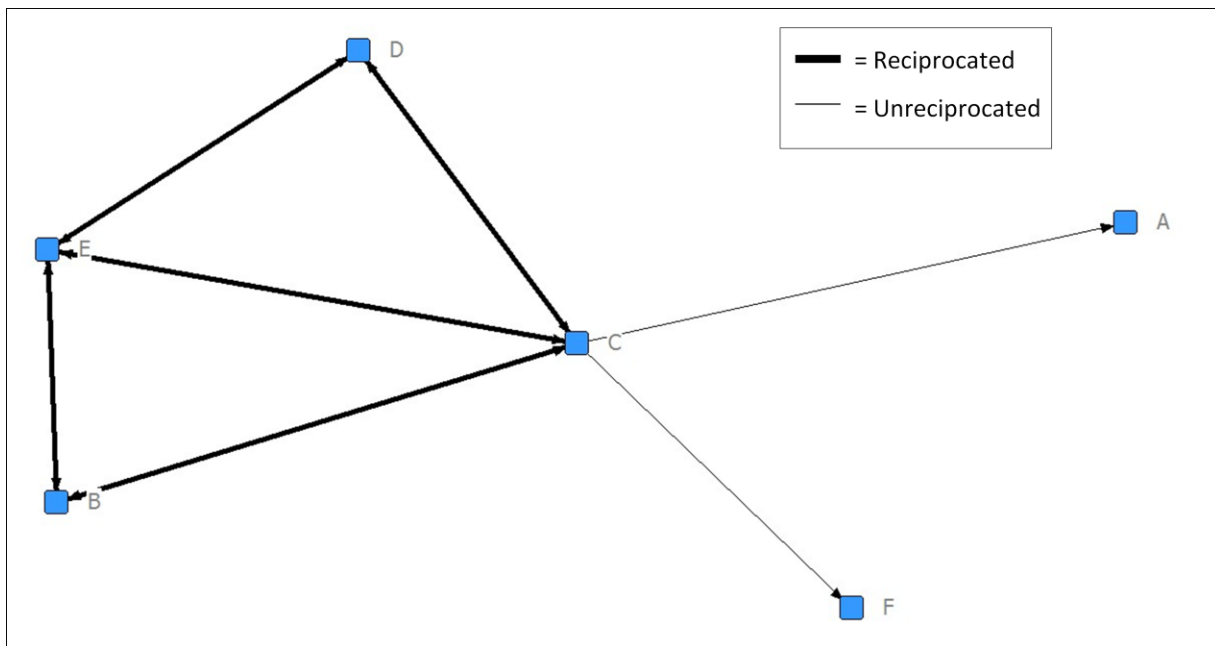 D
= Reciprocated
= Unreciprocated
A
E
C
B
F